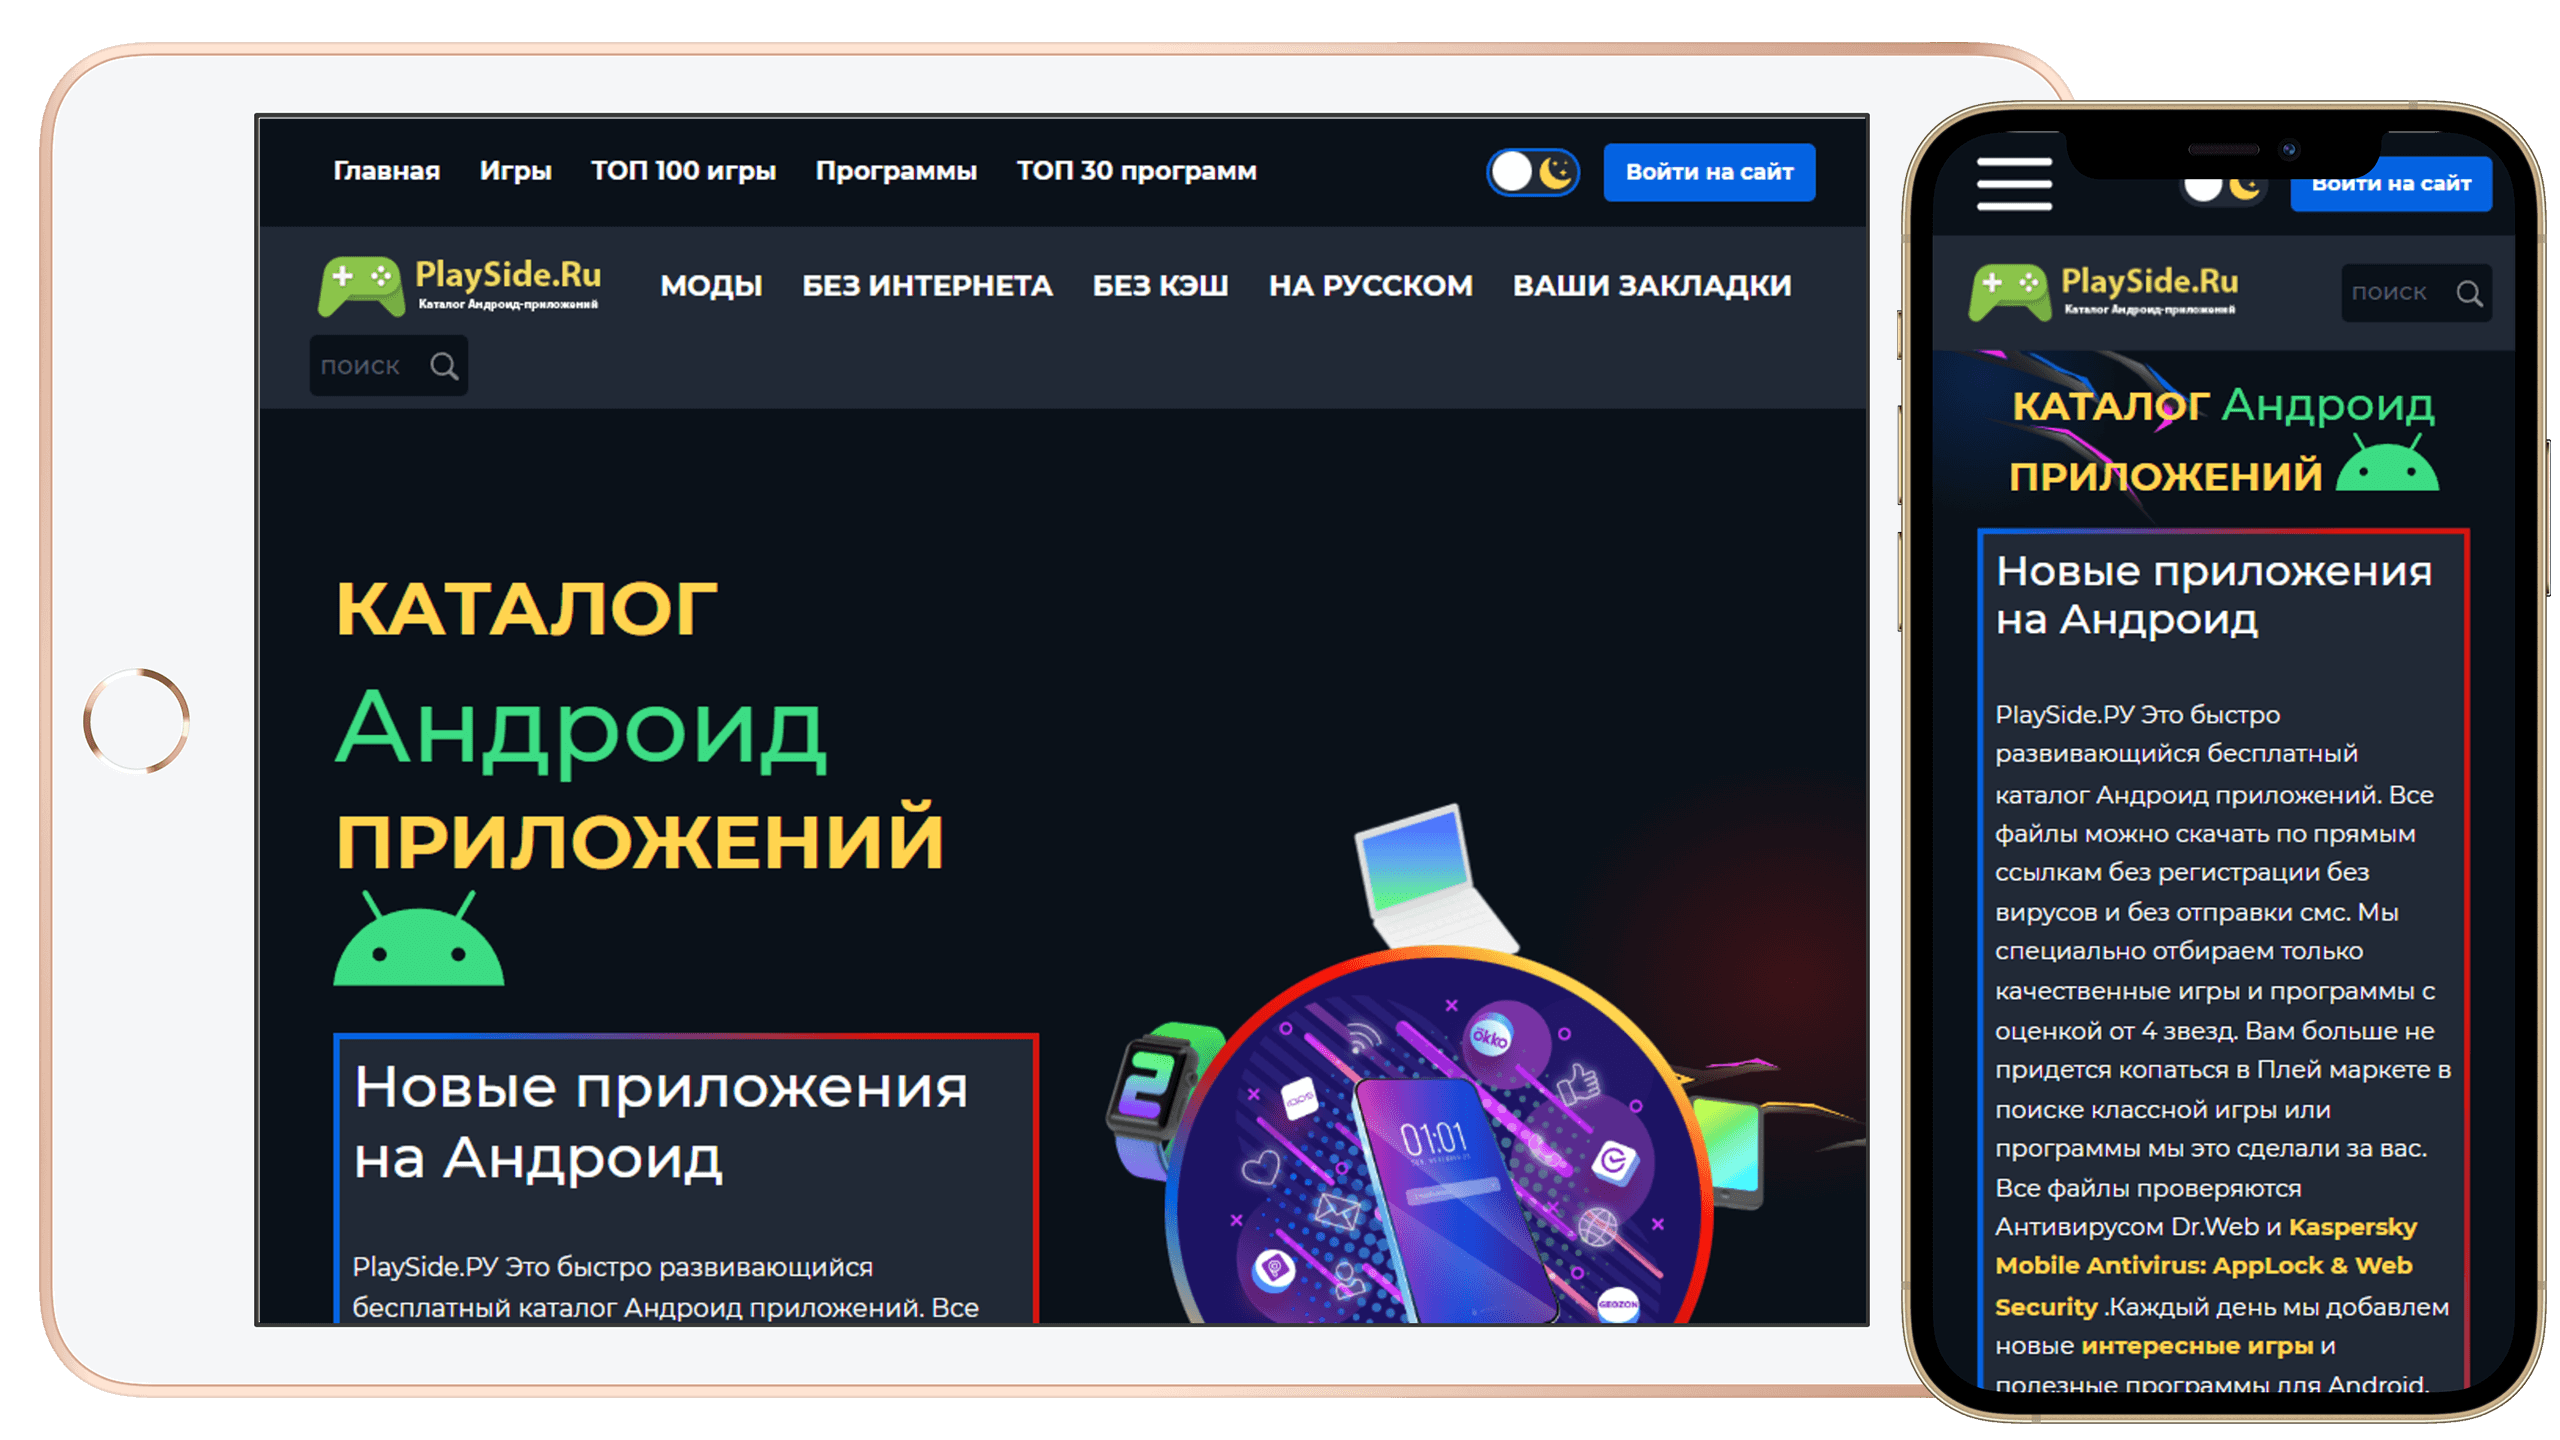 Главная Игры ТОП 100 игры Программы ТОП 30 программ Войти на сайт
PlaySide.Ru
Каталог Андроид-приложений
МОДЫ БЕЗ ИНТЕРНЕТА БЕЗ КЭШ НА РУССКОМ ВАШИ ЗАКЛАДКИ
поиск
КАТАЛОГ
Андроид
ПРИЛОЖЕНИЙ
Новые приложения
на Андроид
PlaySide.РУ Это быстро развивающийся
бесплатный каталог Андроид приложений. Все
2
okko
01:01
GEOZON
Войти на сайт
PlaySide.Ru
Каталог Андроид-приложений
поиск
КАТАЛОГ Андроид
ПРИЛОЖЕНИЙ
Новые приложения
на Андроид
PlaySide.РУ Это быстро
развивающийся бесплатный
каталог Андроид приложений. Все
файлы можно скачать по прямым
ссылкам без регистрации без
вирусов и без отправки смс. Мы
специально отбираем только
качественные игры и программы с
оценкой от 4 звезд. Вам больше не
придется копаться в Плей маркете в
поиске классной игры или
программы мы это сделали за вас.
Все файлы проверяются
Антивирусом Dr.Web и Kaspersky
Mobile Antivirus: AppLock & Web
Security .Каждый день мы добавлем
новые интересные игры и
полезные программы для Android.